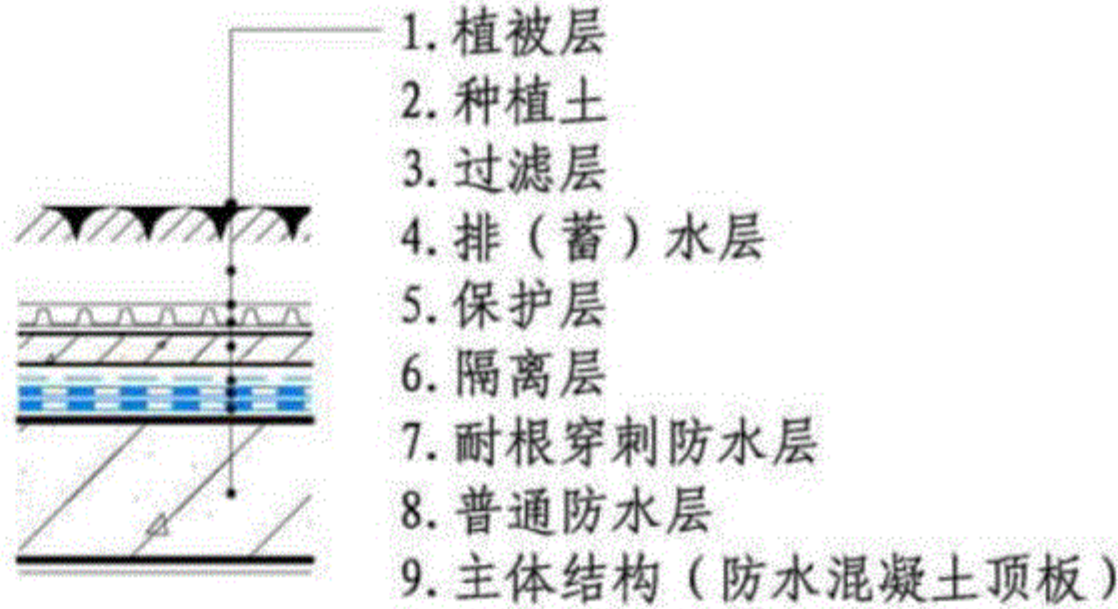 1.植被层
2.种植土
3.过滤层
4.排（蓄）水层
5.保护层
6.隔离层
7.耐根穿刺防水层
8.普通防水层
9.主体结构（防水混凝土顶板）